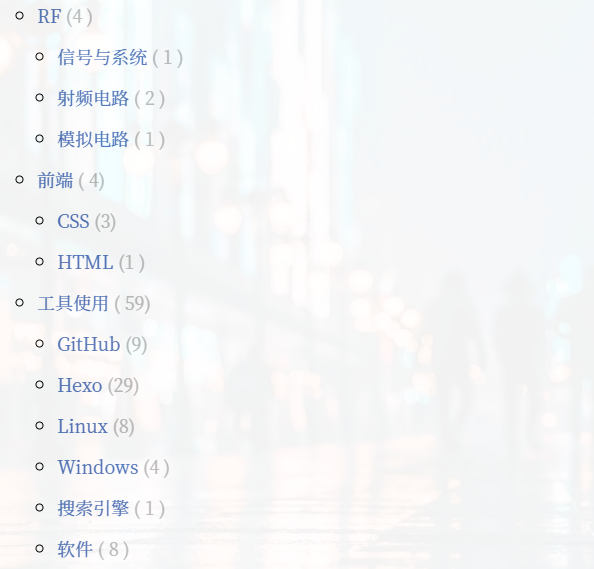 RF (4)
信号与系统 (1)
射频电路 (2)
模拟电路 (1)
前端 (4)
CSS (3)
HTML (1)
工具使用 (59)
GitHub (9)
Hexo (29)
Linux (8)
Windows (4)
搜索引擎 (1)
软件 (8)